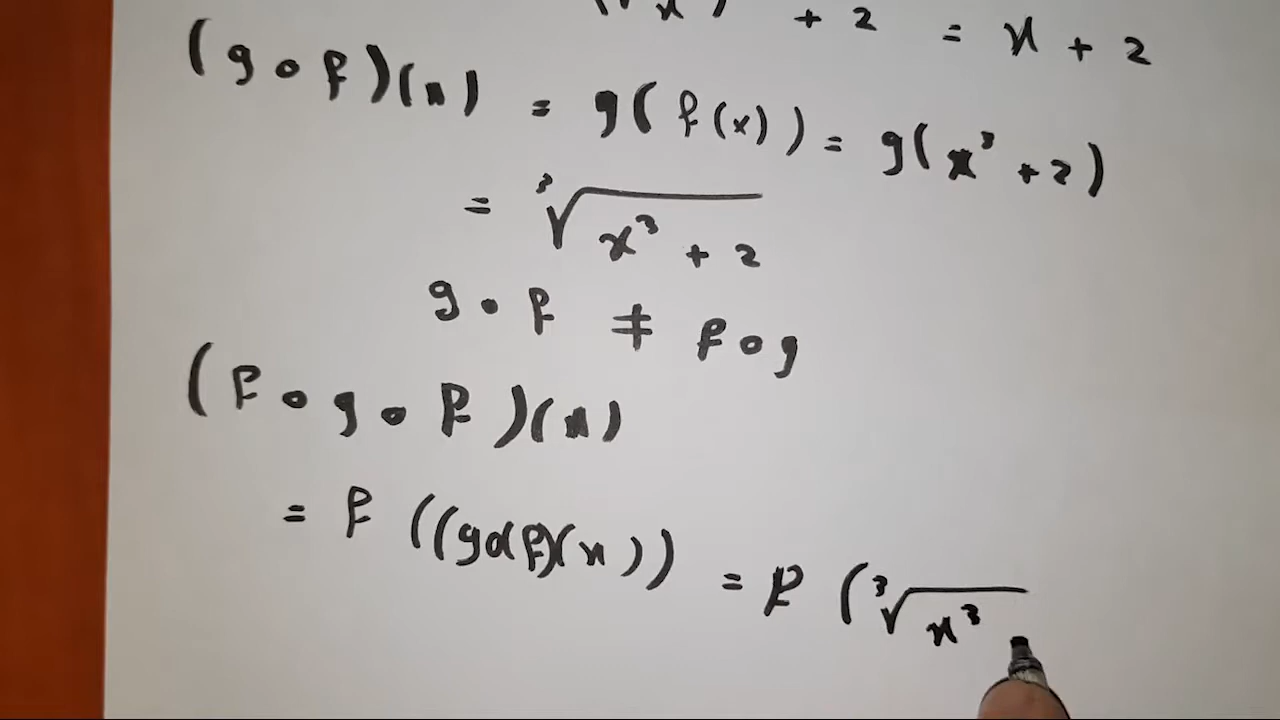 + 2 = x + 2
(g∘f)(x) = g(f(x)) = g(x³ + 2)
= ∛(x³ + 2)
g∘f ≠ f∘g
(f∘g∘f)(x)
= f((g∘f)(x)) = f(∛x³